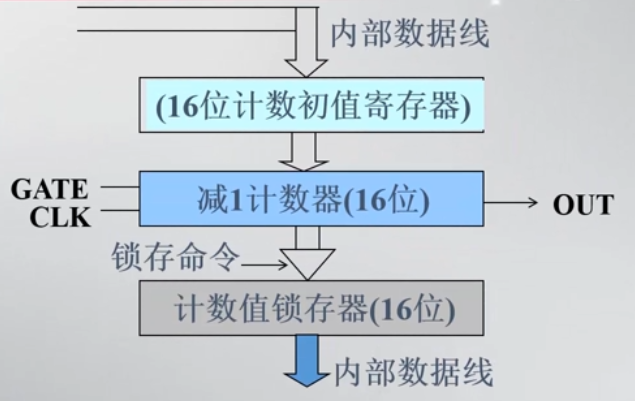 内部数据线
(16位计数初值寄存器)
GATE
CLK
减1计数器(16位)
OUT
锁存命令
计数值锁存器(16位)
内部数据线